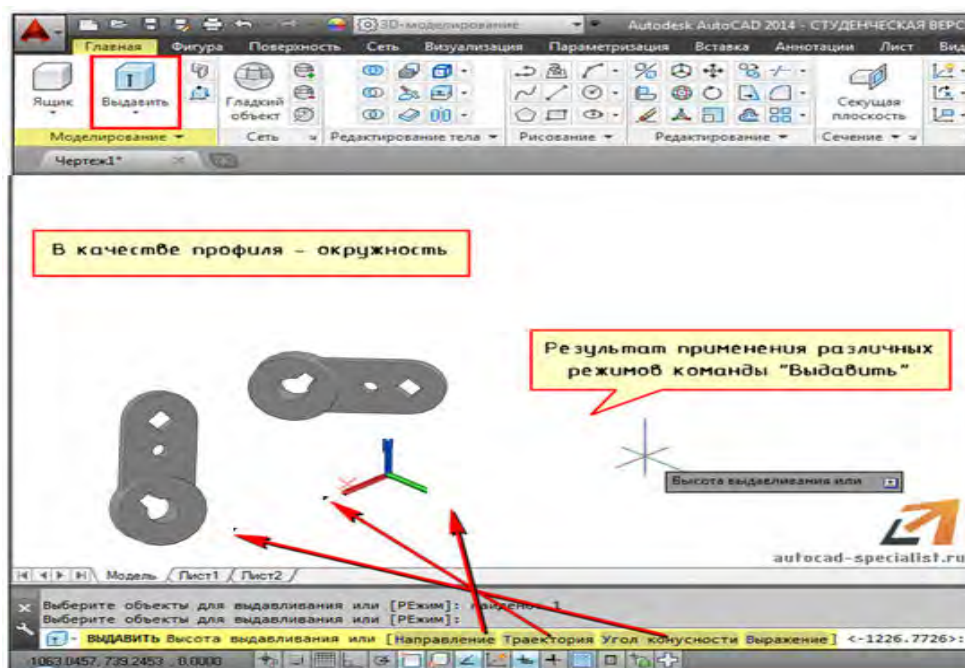 3D-моделирование
Autodesk AutoCAD 2014 - СТУДЕНЧЕСКАЯ ВЕРС
Главная Фигура Поверхность Сеть Визуализация Параметризация Вставка Аннотации Лист Вид
Ящик
Выдавить
Гладкий
объект
Секущая
плоскость
Моделирование Сеть Редактирование тела Рисование Редактирование Сечение
Чертеж1*
В качестве профиля - окружность
Результат применения различных
режимов команды "Выдавить"
Высота выдавливания или
autocad-specialist.ru
Модель Лист1 Лист2
Выберите объекты для выдавливания или [РЕжим]: найдено 1
Выберите объекты для выдавливания или [РЕжим]:
ВЫДАВИТЬ Высота выдавливания или [Направление Траектория Угол конусности Выражение] <-1226.7726>:
-1063.0457, 739.2453 , 0.0000